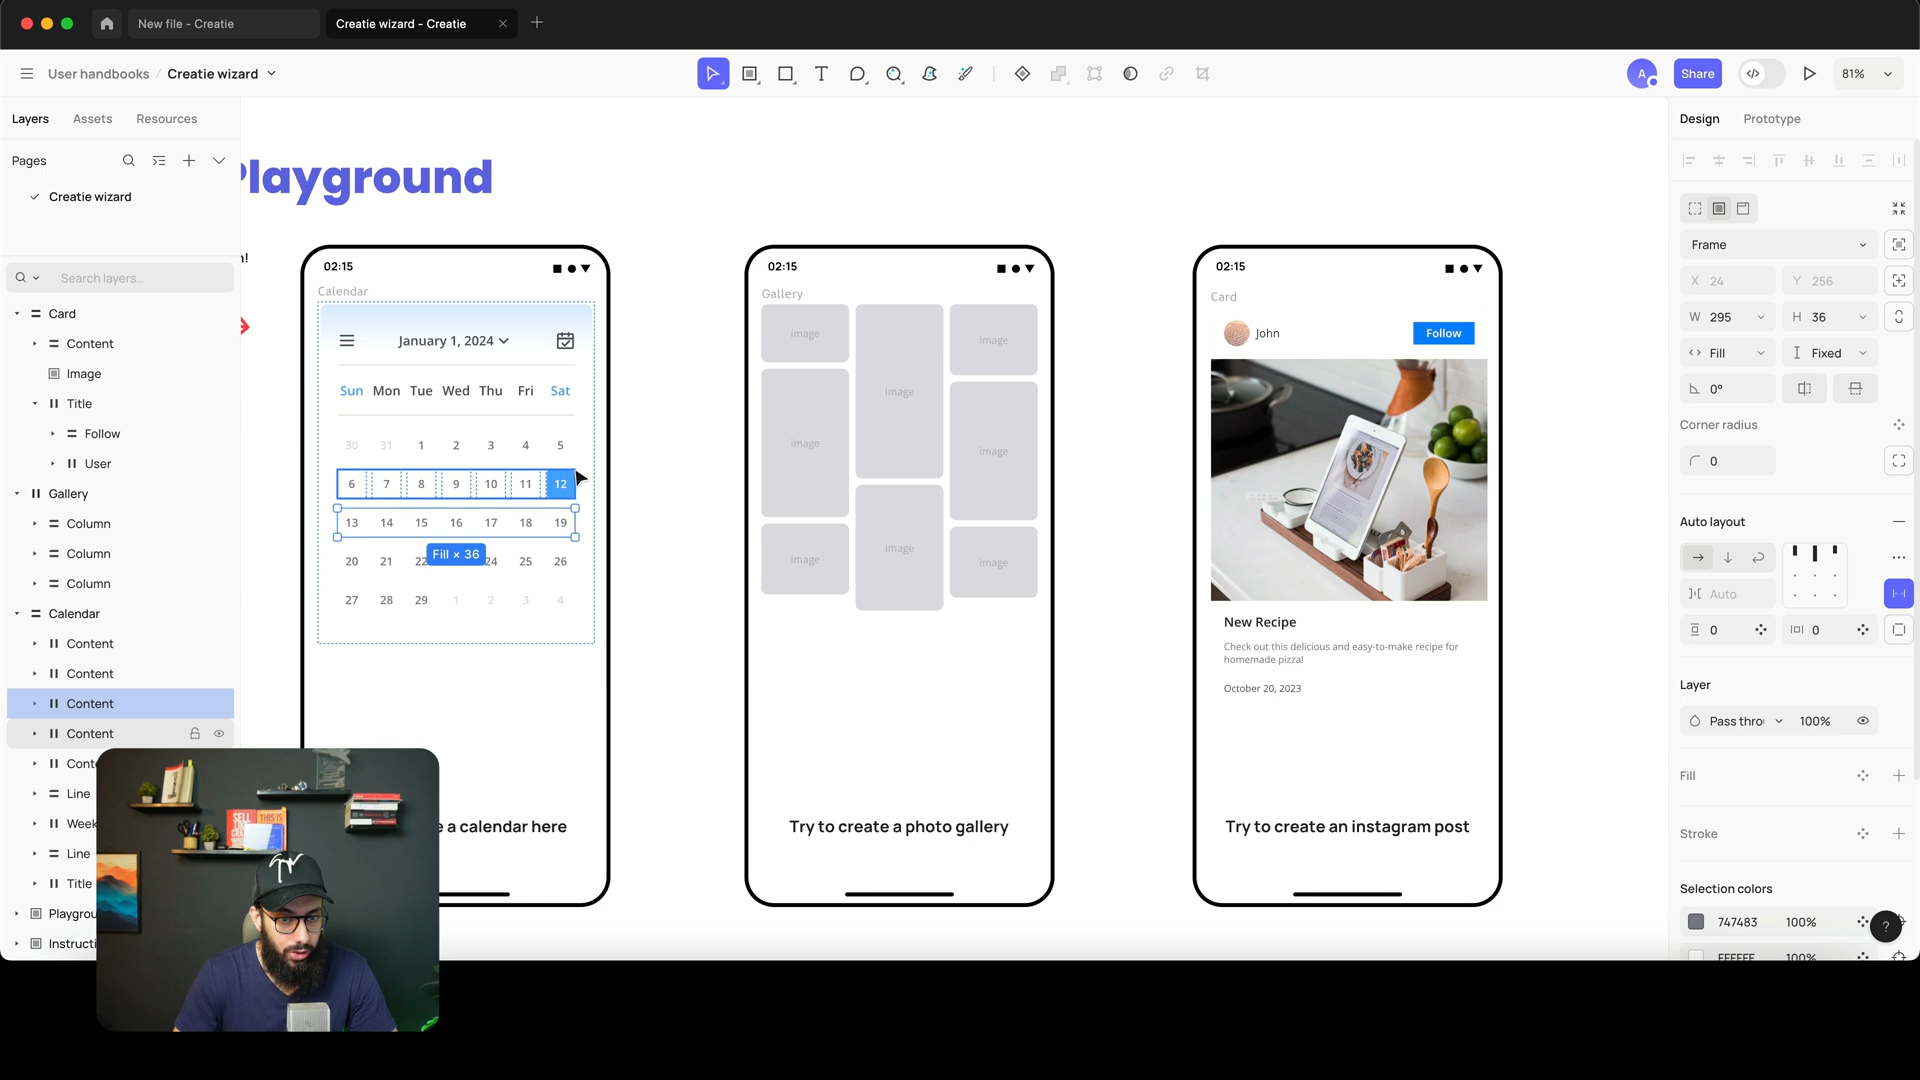 New file - Creatie
Creatie wizard - Creatie
User handbooks / Creatie wizard
A
Share
81%
Layers
Assets
Resources
Pages
Creatie wizard
Search layers...
Card
Content
Image
Title
Follow
User
Gallery
Column
Column
Column
Calendar
Content
Content
Content
Content
Line
Line
Title
Playground
02:15
Calendar
January 1, 2024
Sun Mon Tue Wed Thu Fri Sat
30 31 1 2 3 4 5
6 7 8 9 10 11 12
13 14 15 16 17 18 19
Fill × 36
20 21 22 24 25 26
27 28 29 1 2 3 4
e a calendar here
02:15
Gallery
image
image
image
image
image
image
image
image
Try to create a photo gallery
02:15
Card
John
Follow
New Recipe
Check out this delicious and easy-to-make recipe for
homemade pizza!
October 20, 2023
Try to create an instagram post
SELL
THIS IS
Design
Prototype
Frame
X 24
Y 256
W 295
H 36
Fill
Fixed
0°
Corner radius
0
Auto layout
Auto
0
0
Layer
Pass thro
100%
Fill
Stroke
Selection colors
747483 100%
FFFFFF 100%
?